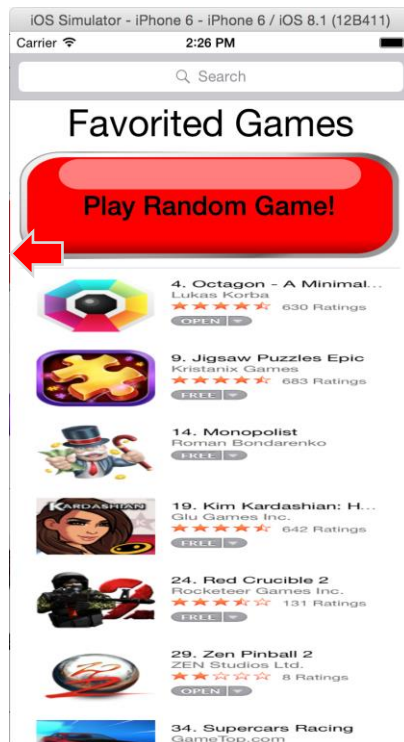 iOS Simulator - iPhone 6 - iPhone 6 / iOS 8.1 (12B411)
Carrier 2:26 PM
Search
Favorited Games
Play Random Game!
4. Octagon - A Minimal...
Lukas Korba
630 Ratings
OPEN
9. Jigsaw Puzzles Epic
Kristanix Games
683 Ratings
FREE
14. Monopolist
Roman Bondarenko
FREE
KARDASHIAN
19. Kim Kardashian: H...
Glu Games Inc.
642 Ratings
FREE
24. Red Crucible 2
Rocketeer Games Inc.
131 Ratings
FREE
29. Zen Pinball 2
ZEN Studios Ltd.
8 Ratings
OPEN
34. Supercars Racing
GameTop.com